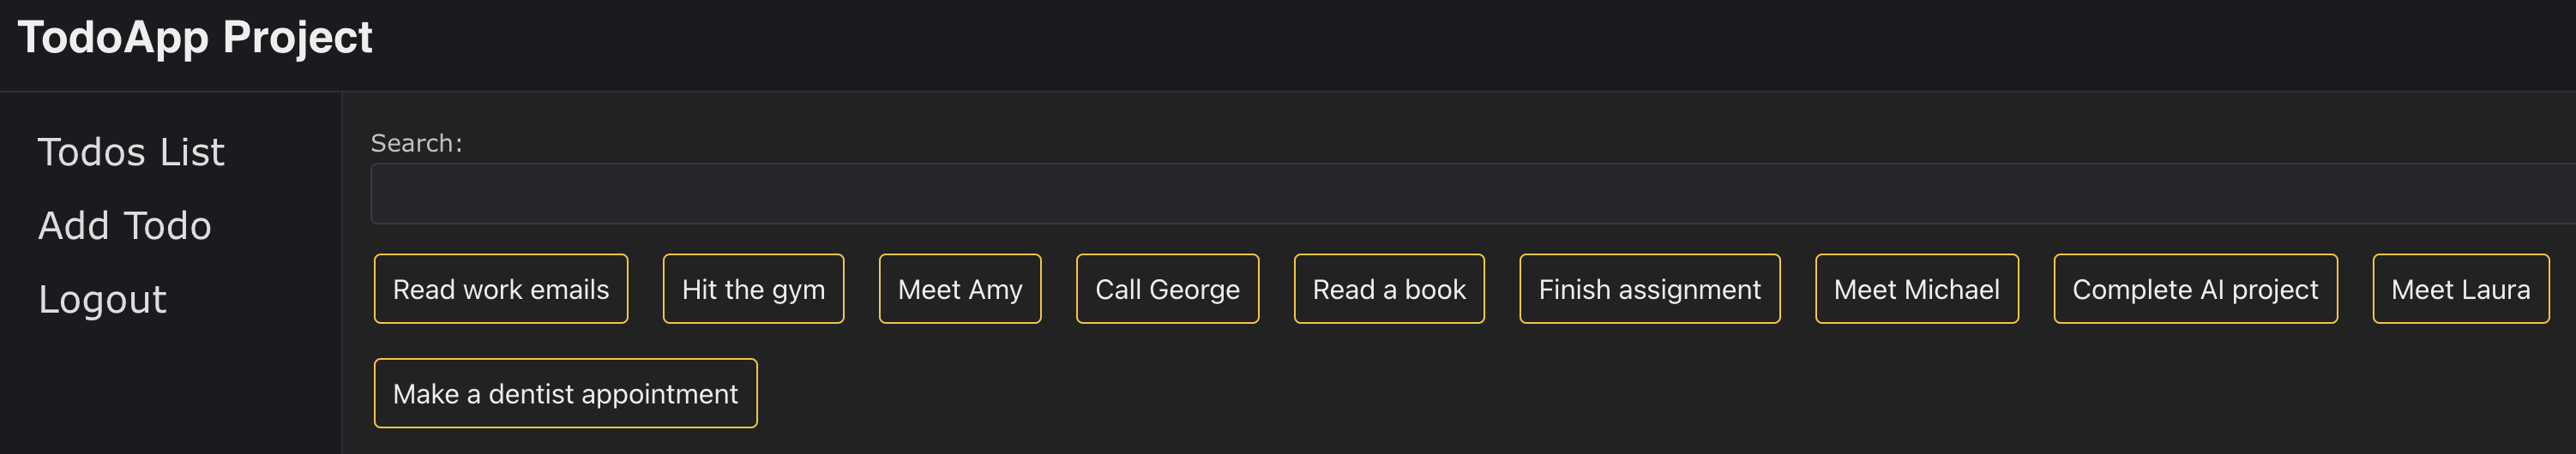 TodoApp Project
Todos List
Add Todo
Logout
Search:
Read work emails Hit the gym Meet Amy Call George Read a book Finish assignment Meet Michael Complete AI project Meet Laura
Make a dentist appointment